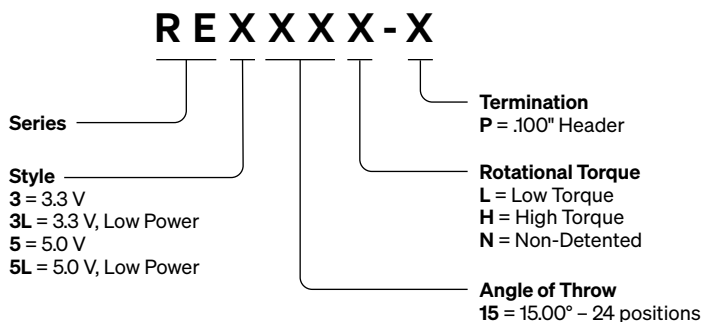 R E X X X X - X
Series
Style
3 = 3.3 V
3L = 3.3 V, Low Power
5 = 5.0 V
5L = 5.0 V, Low Power
Termination
P = .100" Header
Rotational Torque
L = Low Torque
H = High Torque
N = Non-Detented
Angle of Throw
15 = 15.00° – 24 positions